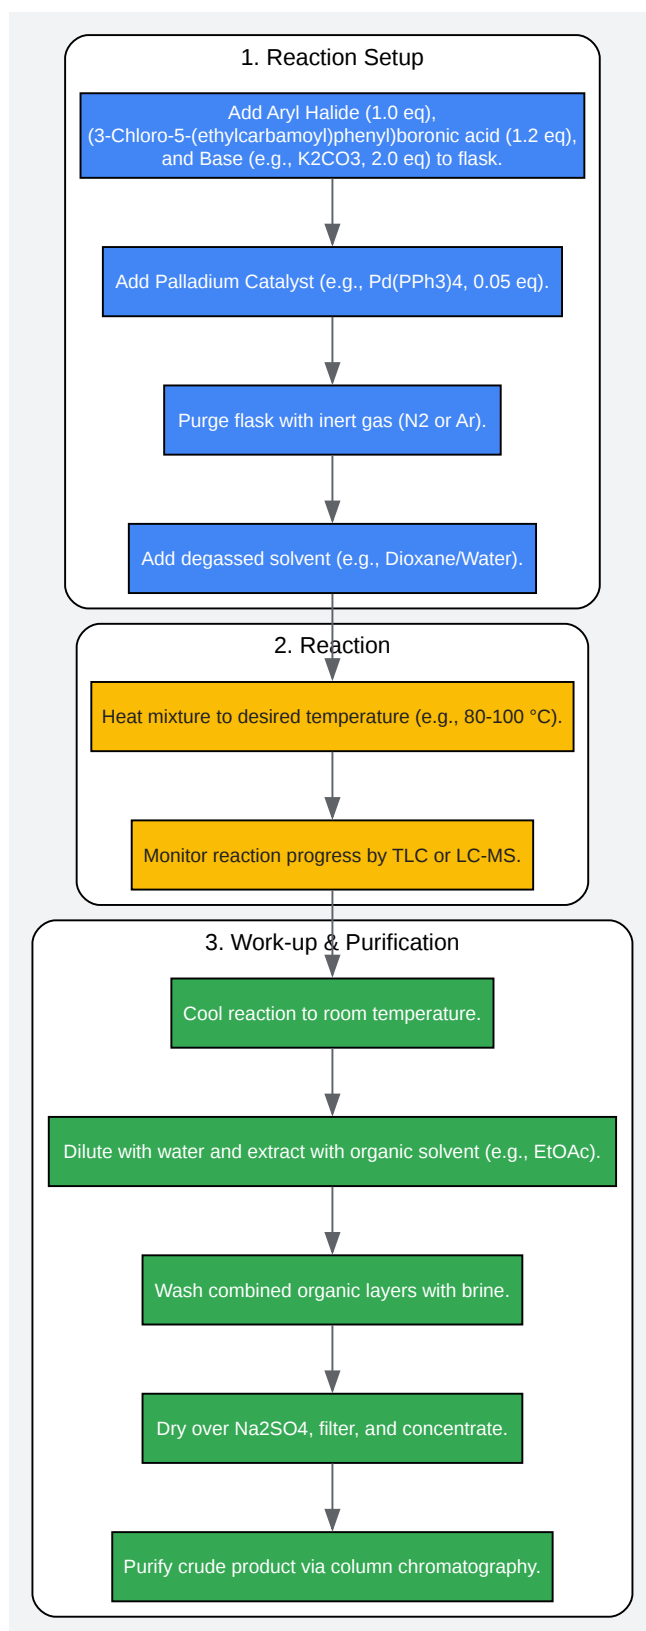 1. Reaction Setup
Add Aryl Halide (1.0 eq),
(3-Chloro-5-(ethylcarbamoyl)phenyl)boronic acid (1.2 eq),
and Base (e.g., K2CO3, 2.0 eq) to flask.
Add Palladium Catalyst (e.g., Pd(PPh3)4, 0.05 eq).
Purge flask with inert gas (N2 or Ar).
Add degassed solvent (e.g., Dioxane/Water).
2. Reaction
Heat mixture to desired temperature (e.g., 80-100 °C).
Monitor reaction progress by TLC or LC-MS.
3. Work-up & Purification
Cool reaction to room temperature.
Dilute with water and extract with organic solvent (e.g., EtOAc).
Wash combined organic layers with brine.
Dry over Na2SO4, filter, and concentrate.
Purify crude product via column chromatography.